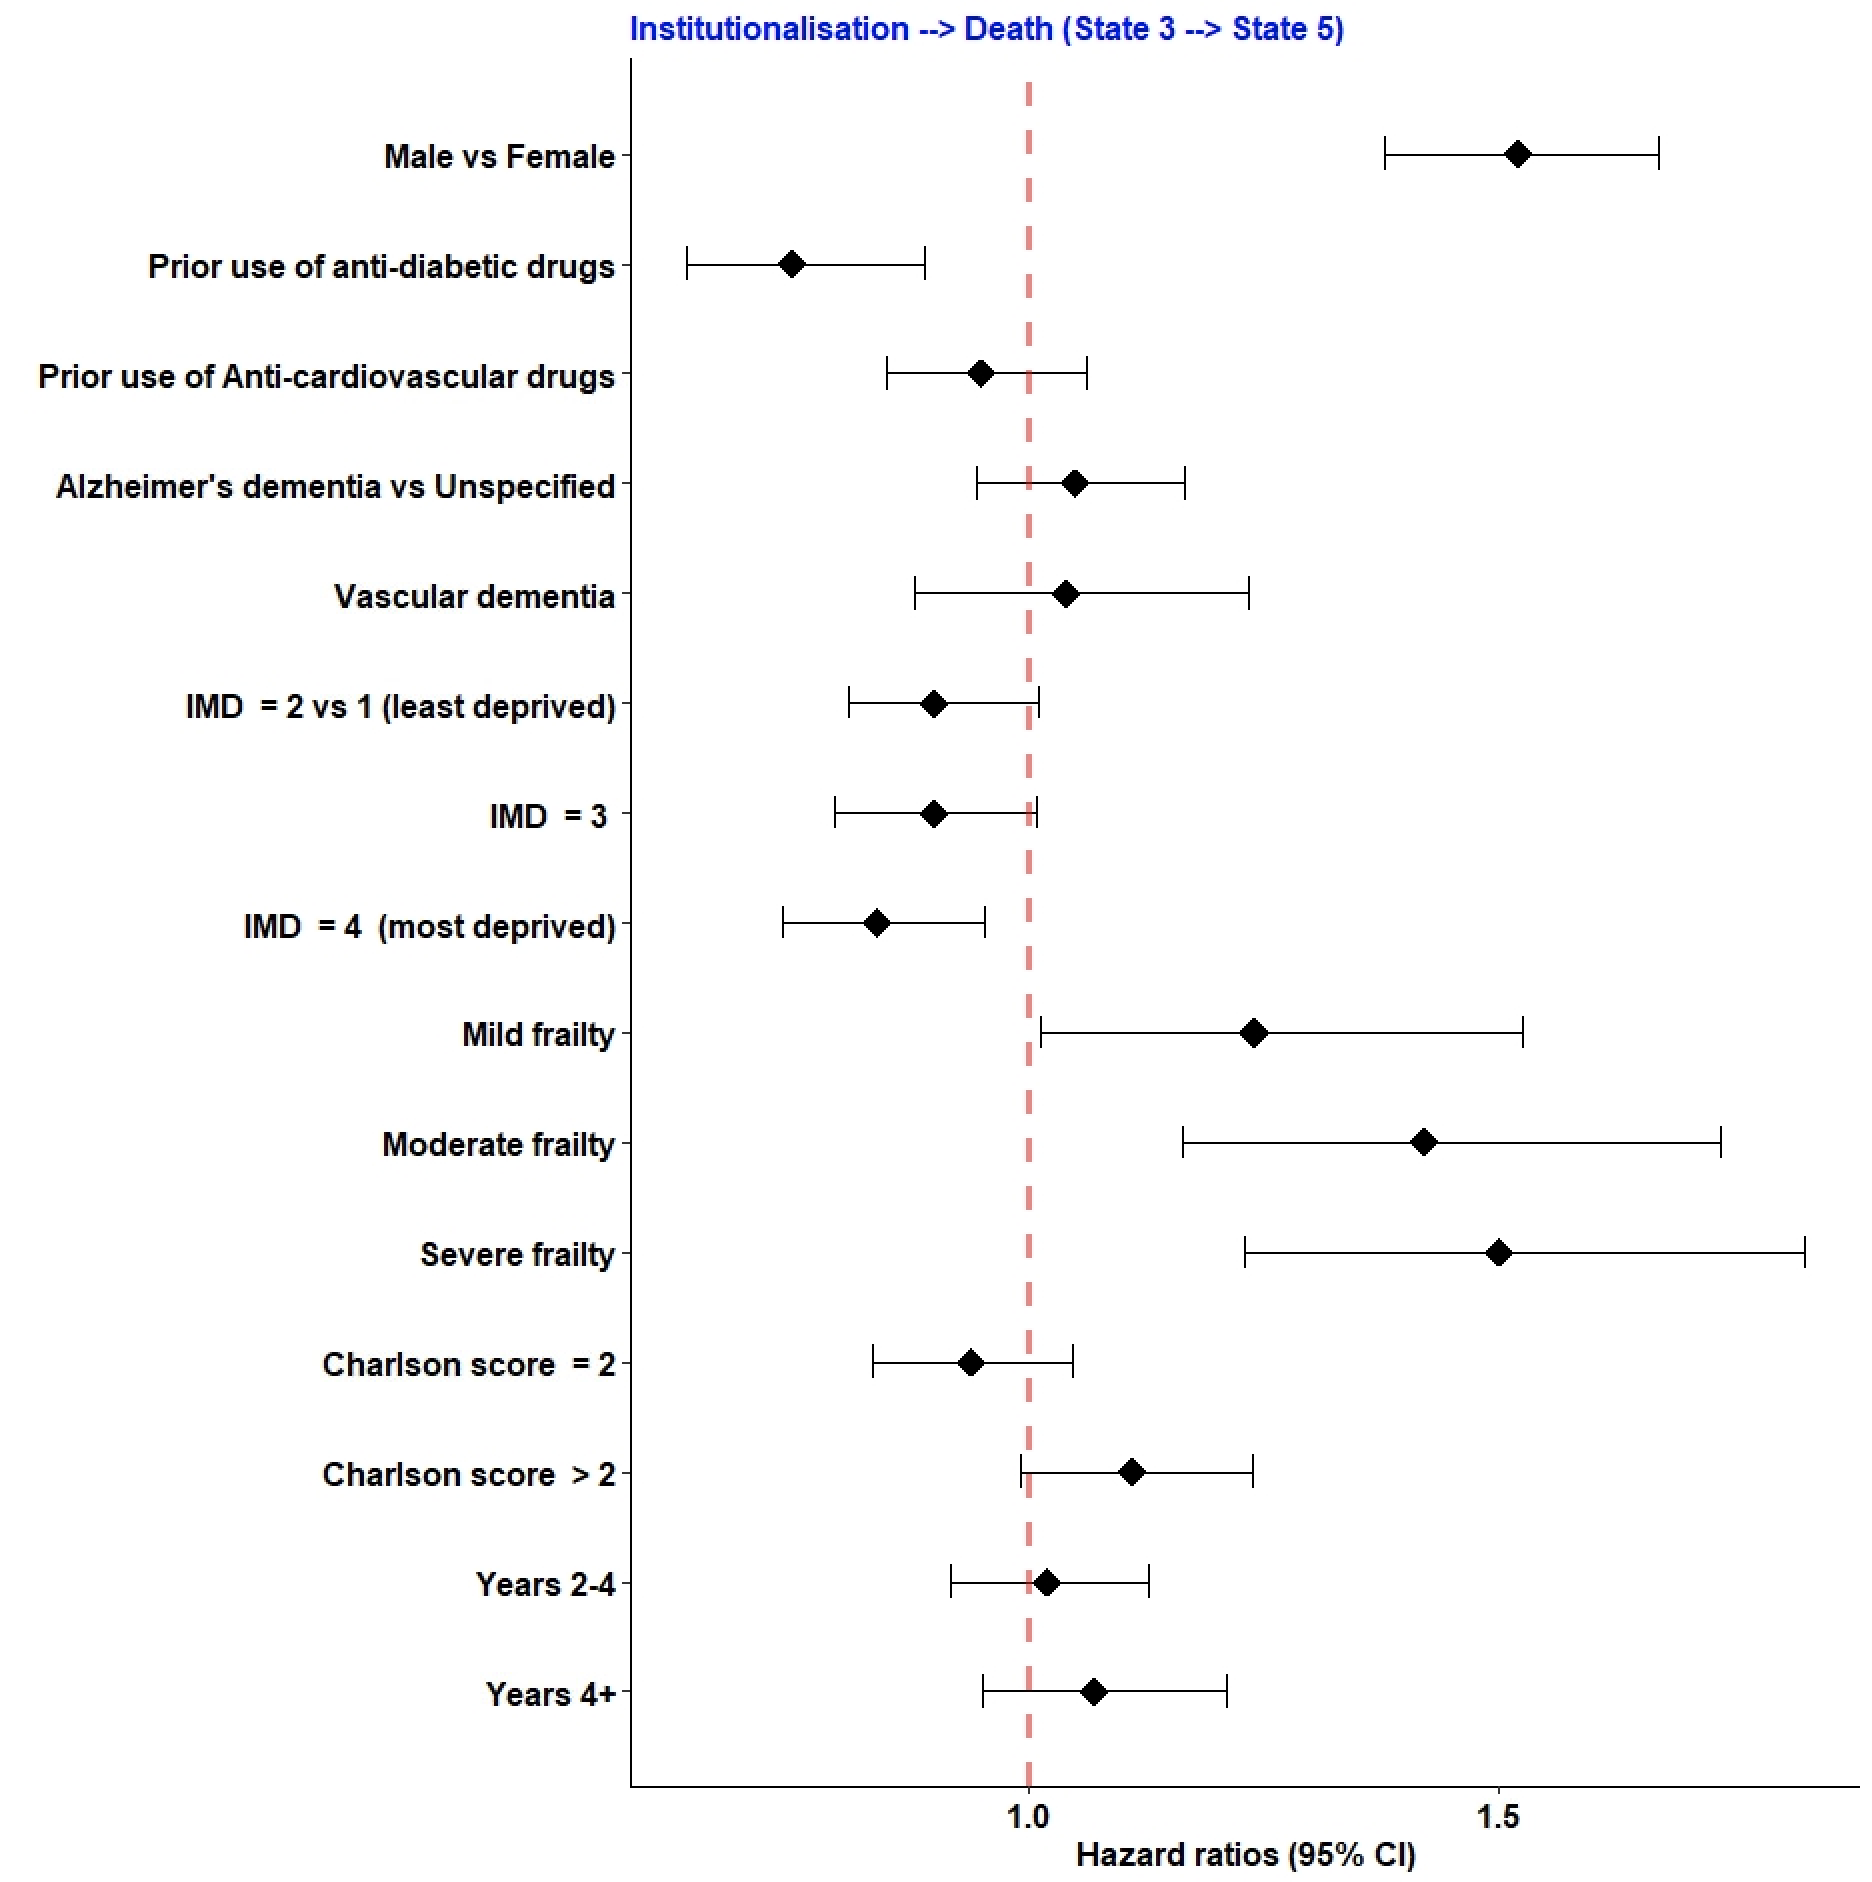 Institutionalisation --> Death (State 3 --> State 5)
Male vs Female
Prior use of anti-diabetic drugs
Prior use of Anti-cardiovascular drugs
Alzheimer's dementia vs Unspecified
Vascular dementia
IMD = 2 vs 1 (least deprived)
IMD = 3
IMD = 4 (most deprived)
Mild frailty
Moderate frailty
Severe frailty
Charlson score = 2
Charlson score > 2
Years 2-4
Years 4+
1.0 1.5
Hazard ratios (95% CI)